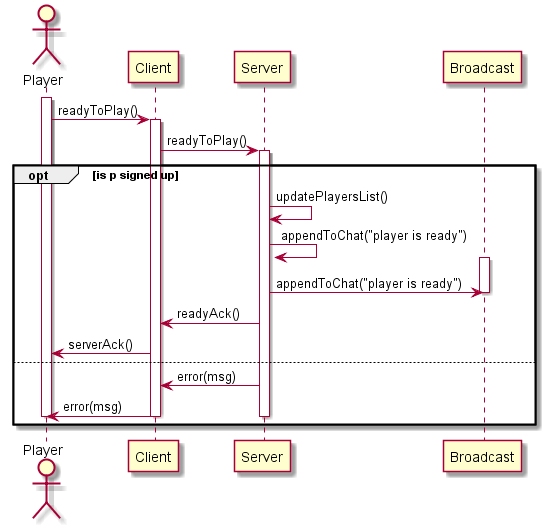 Player
Client
Server
Broadcast
readyToPlay()
readyToPlay()
opt
[is p signed up]
updatePlayersList()
appendToChat("player is ready")
appendToChat("player is ready")
readyAck()
serverAck()
error(msg)
error(msg)
Player
Client
Server
Broadcast